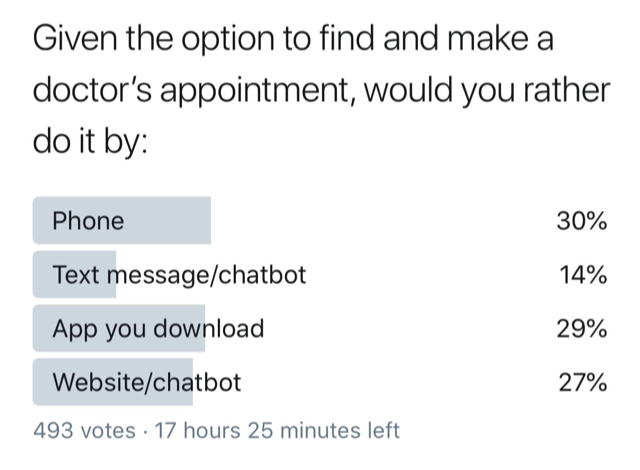 Given the option to find and make a
doctor’s appointment, would you rather
do it by:
Phone 30%
Text message/chatbot 14%
App you download 29%
Website/chatbot 27%
493 votes · 17 hours 25 minutes left